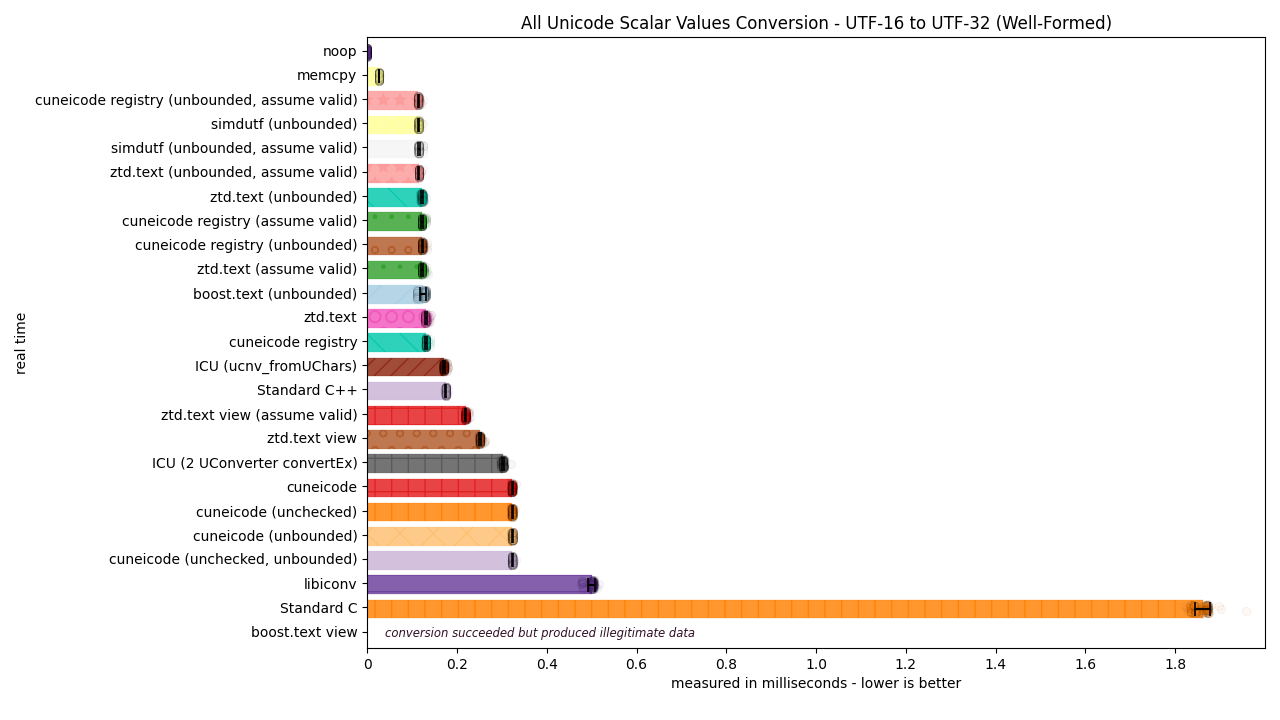 All Unicode Scalar Values Conversion - UTF-16 to UTF-32 (Well-Formed)
noop
memcpy
cuneicode registry (unbounded, assume valid)
simdutf (unbounded)
simdutf (unbounded, assume valid)
ztd.text (unbounded, assume valid)
ztd.text (unbounded)
cuneicode registry (assume valid)
cuneicode registry (unbounded)
ztd.text (assume valid)
boost.text (unbounded)
ztd.text
cuneicode registry
ICU (ucnv_fromUChars)
Standard C++
ztd.text view (assume valid)
ztd.text view
ICU (2 UConverter convertEx)
cuneicode
cuneicode (unchecked)
cuneicode (unbounded)
cuneicode (unchecked, unbounded)
libiconv
Standard C
boost.text view conversion succeeded but produced illegitimate data
real time
0 0.2 0.4 0.6 0.8 1.0 1.2 1.4 1.6 1.8
measured in milliseconds - lower is better